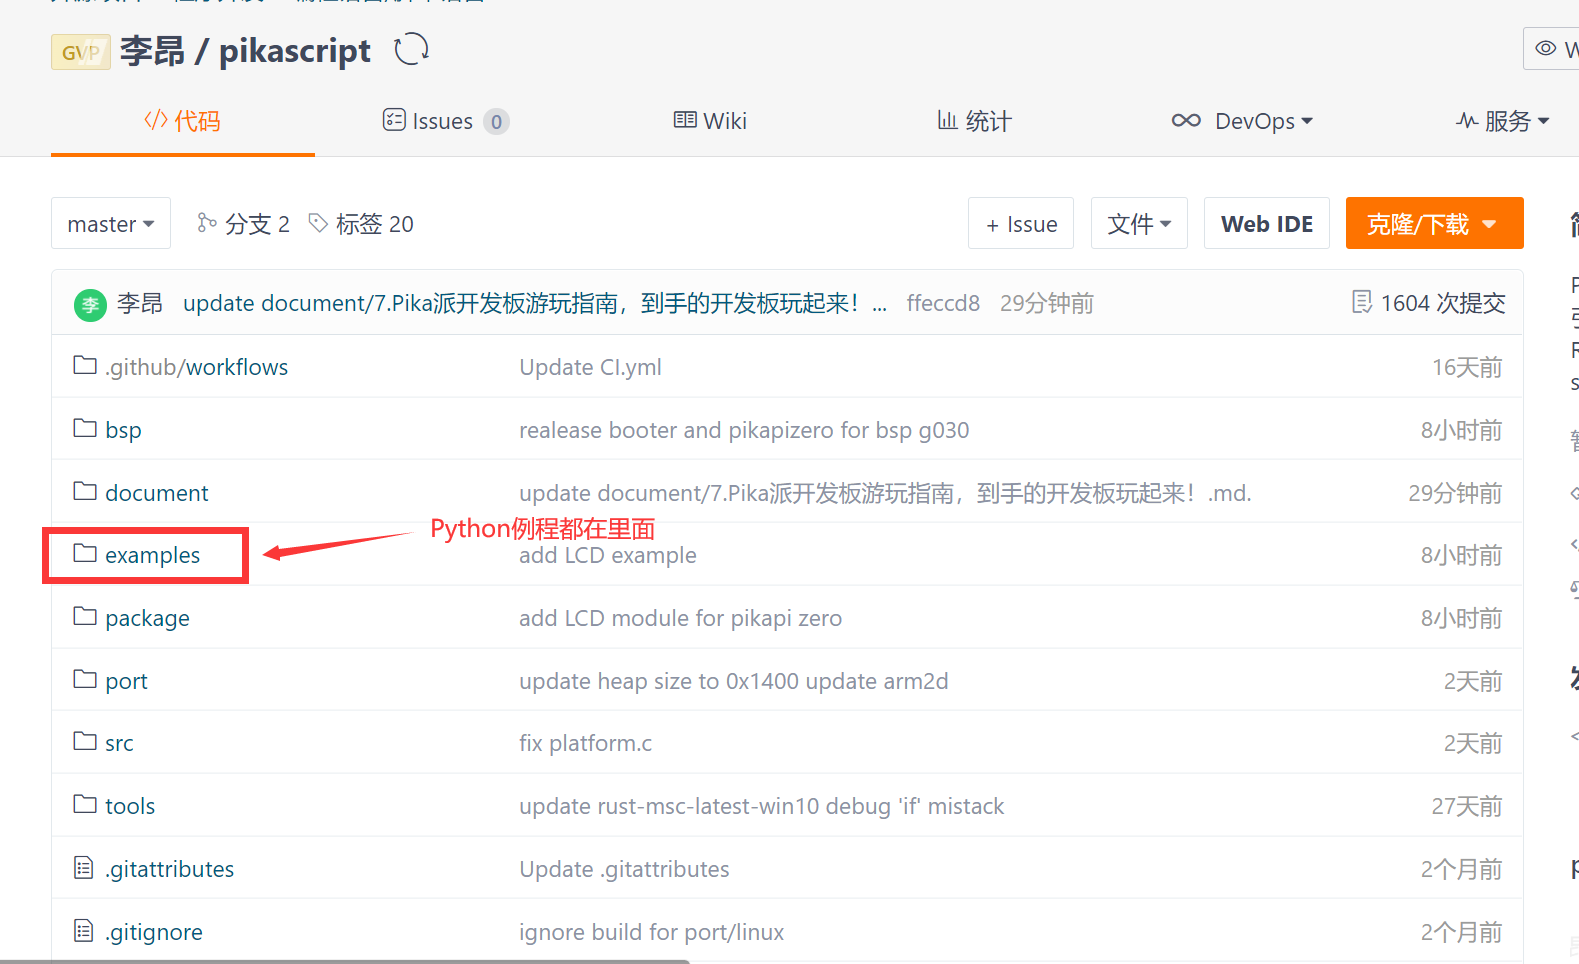 GVP 李昂 / pikascript
代码 Issues 0 Wiki 统计 DevOps 服务
master 分支 2 标签 20 + Issue 文件 Web IDE 克隆/下载
李 李昂 update document/7.Pika派开发板游玩指南，到手的开发板玩起来！... ffeccd8 29分钟前 1604 次提交
.github/workflows Update CI.yml 16天前
bsp realease booter and pikapizero for bsp g030 8小时前
document update document/7.Pika派开发板游玩指南，到手的开发板玩起来！.md. 29分钟前
Python例程都在里面
examples add LCD example 8小时前
package add LCD module for pikapi zero 8小时前
port update heap size to 0x1400 update arm2d 2天前
src fix platform.c 2天前
tools update rust-msc-latest-win10 debug 'if' mistack 27天前
.gitattributes Update .gitattributes 2个月前
.gitignore ignore build for port/linux 2个月前